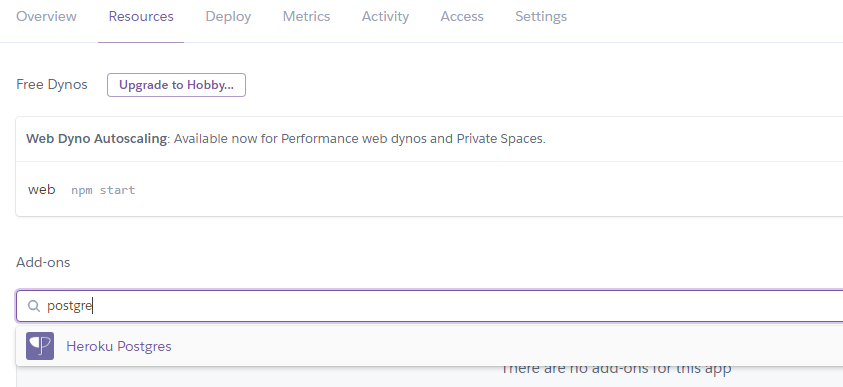 Overview Resources Deploy Metrics Activity Access Settings
Free Dynos Upgrade to Hobby...
Web Dyno Autoscaling: Available now for Performance web dynos and Private Spaces.
web npm start
Add-ons
postgre
Heroku Postgres
There are no add-ons for this app